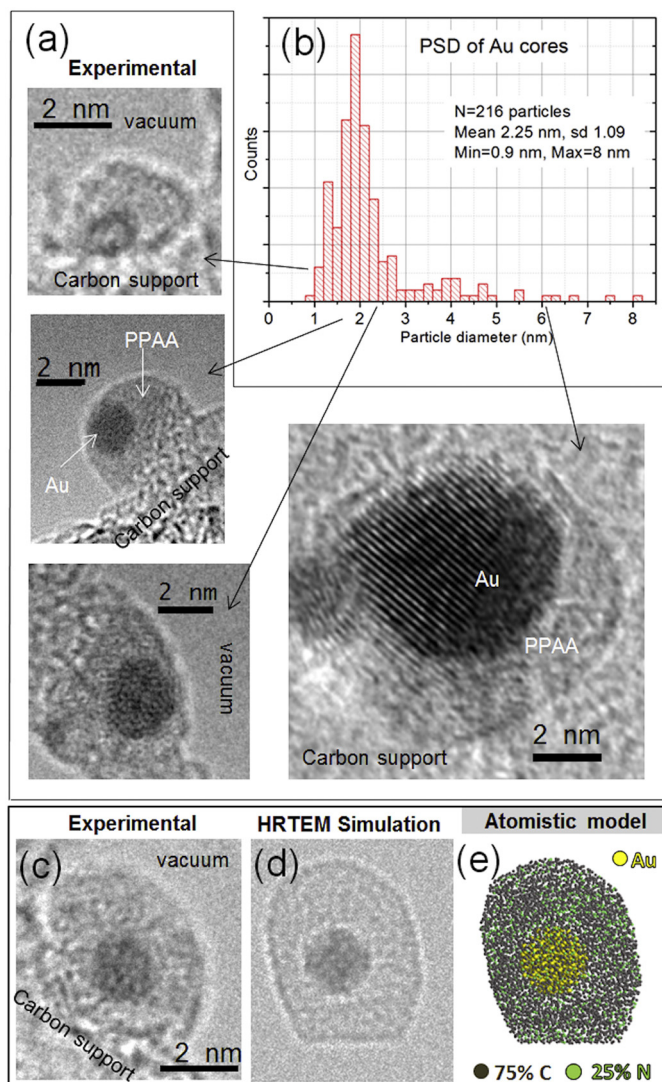 (a)
Experimental
2 nm
vacuum
Carbon support
PPAA
2 nm
Au
Carbon support
2 nm
vacuum
(b)
PSD of Au cores
N=216 particles
Mean 2.25 nm, sd 1.09
Min=0.9 nm, Max=8 nm
Counts
0 1 2 3 4 5 6 7 8
Particle diameter (nm)
Au
PPAA
Carbon support
2 nm
Experimental
HRTEM Simulation
Atomistic model
(c)
vacuum
Carbon support
2 nm
(d)
(e)
Au
75% C
25% N